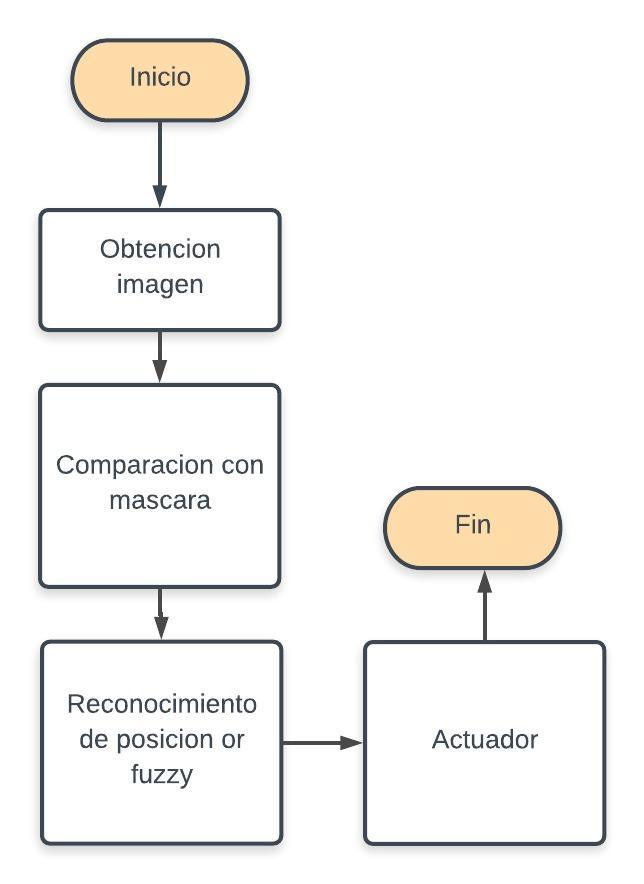 Inicio
Obtencion
imagen
Comparacion con
mascara
Reconocimiento
de posicion or
fuzzy
Actuador
Fin